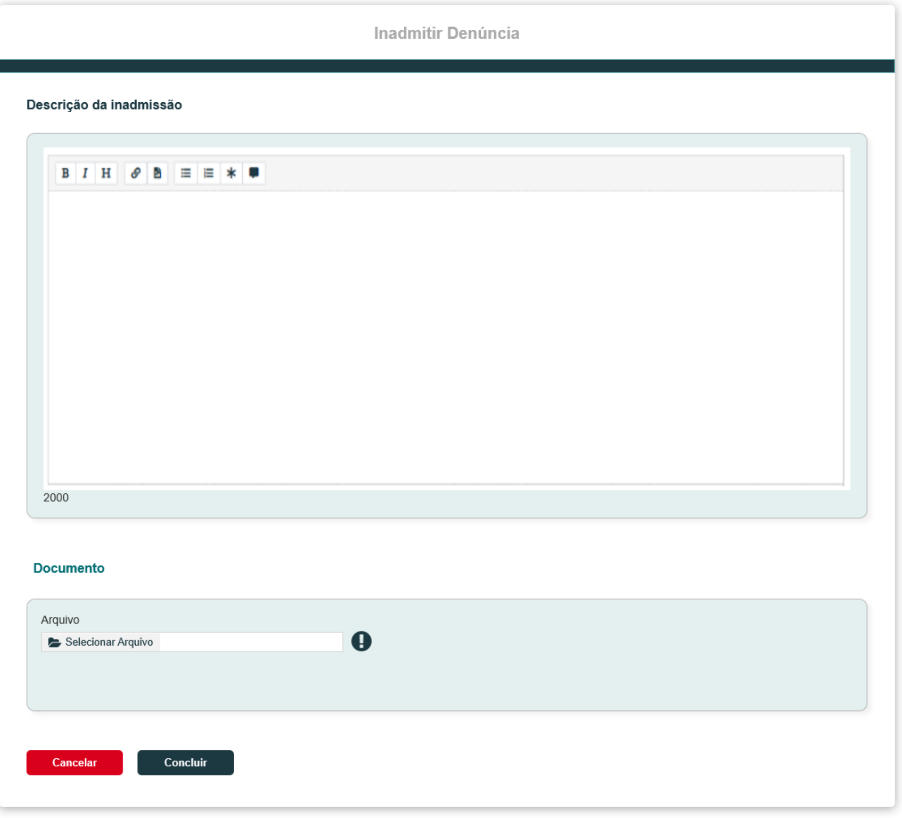 Inadmitir Denúncia
Descrição da inadmissão
B I H
2000
Documento
Arquivo
Selecionar Arquivo
Cancelar
Concluir